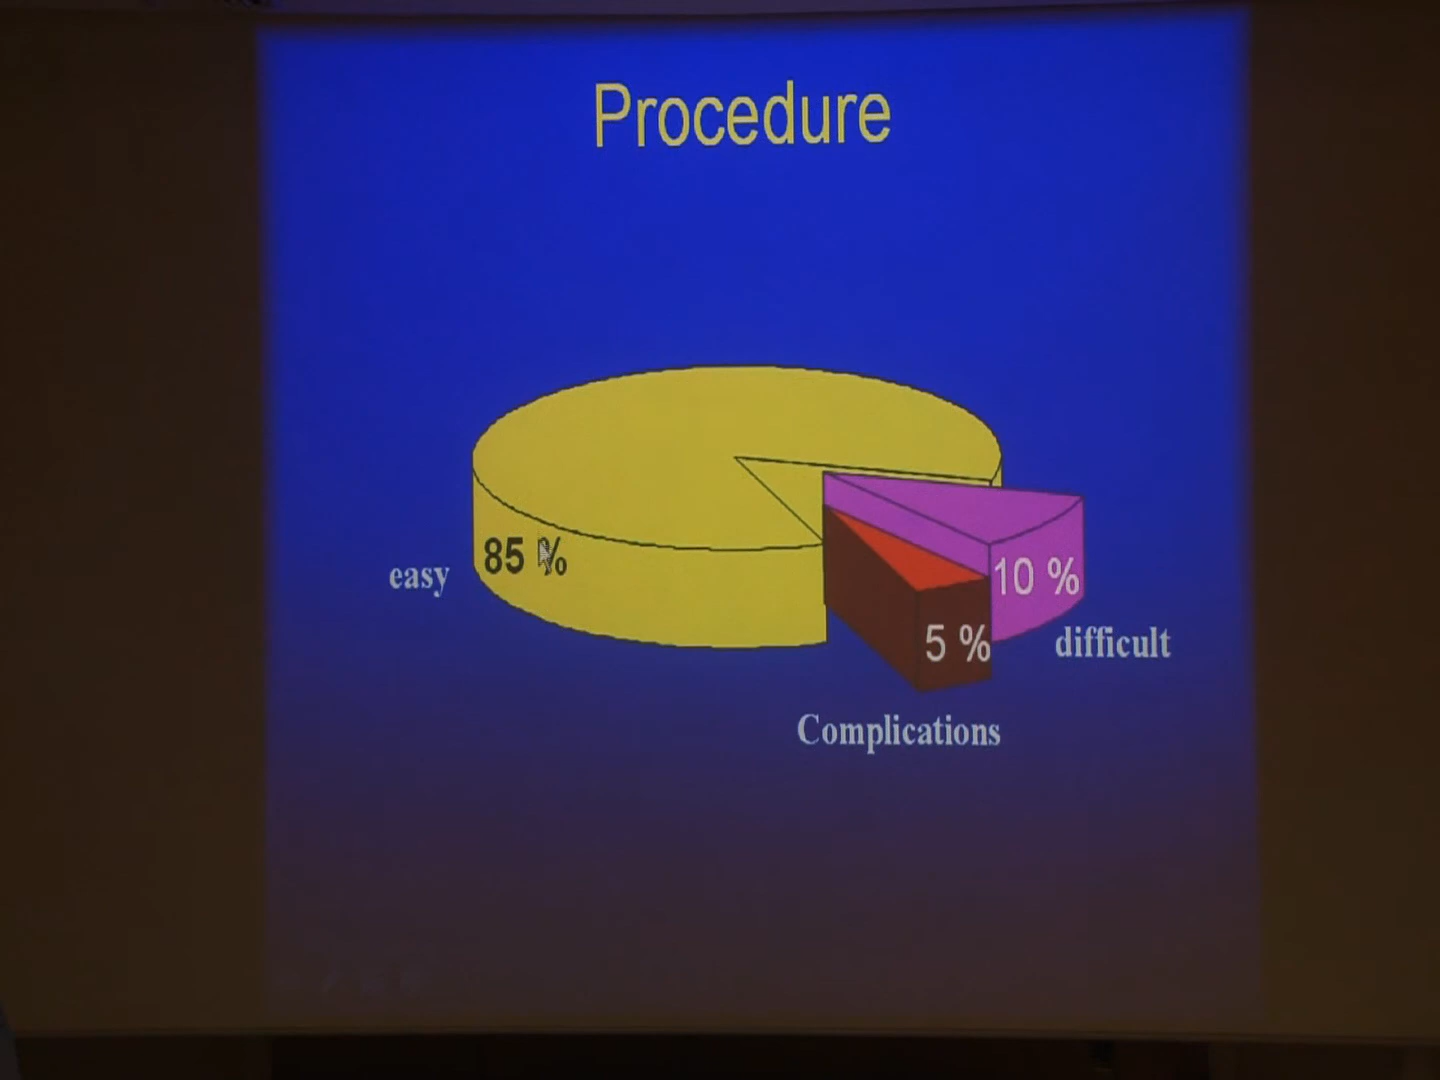 Procedure
85 %
easy
10 %
5 %
difficult
Complications